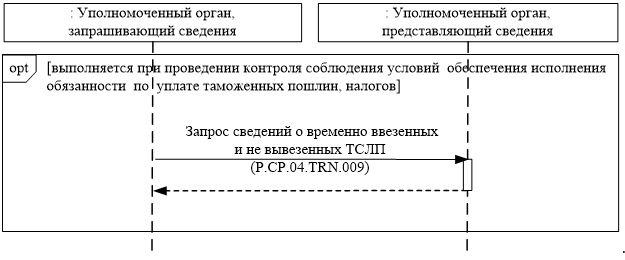 : Уполномоченный орган,
запрашивающий сведения
: Уполномоченный орган,
представляющий сведения
opt
[выполняется при проведении контроля соблюдения условий обеспечения исполнения
обязанности по уплате таможенных пошлин, налогов]
Запрос сведений о временно ввезенных
и не вывезенных ТСЛП
(P.CP.04.TRN.009)